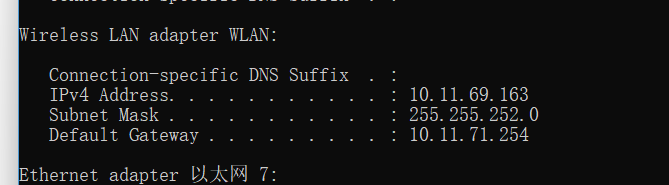 Wireless LAN adapter WLAN:
Connection-specific DNS Suffix  . :
IPv4 Address. . . . . . . . . . . : 10.11.69.163
Subnet Mask . . . . . . . . . . . : 255.255.252.0
Default Gateway . . . . . . . . . : 10.11.71.254
Ethernet adapter 以太网 7: